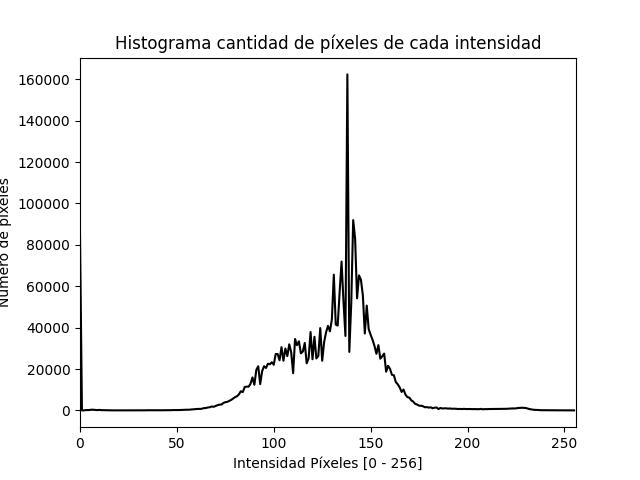 Histograma cantidad de píxeles de cada intensidad
160000
140000
120000
100000
80000
60000
40000
20000
0
Número de píxeles
0 50 100 150 200 250
Intensidad Píxeles [0 - 256]